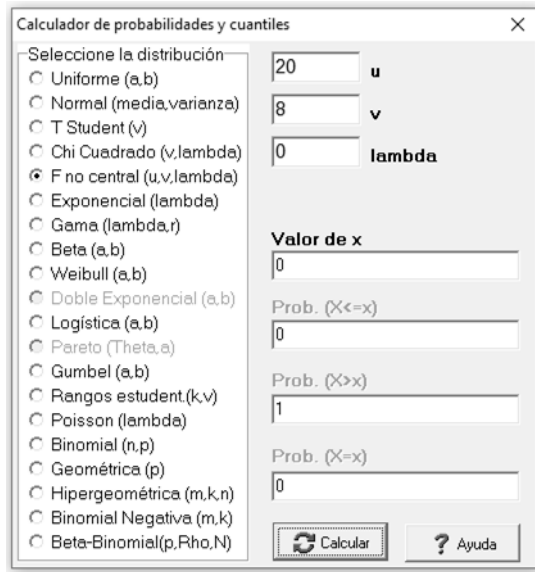 Calculador de probabilidades y cuantiles
Seleccione la distribución
Uniforme (a,b)
Normal (media,varianza)
T Student (v)
Chi Cuadrado (v,lambda)
F no central (u,v,lambda)
Exponencial (lambda)
Gama (lambda,r)
Beta (a,b)
Weibull (a,b)
Doble Exponencial (a,b)
Logística (a,b)
Pareto (Theta,a)
Gumbel (a,b)
Rangos estudent.(k,v)
Poisson (lambda)
Binomial (n,p)
Geométrica (p)
Hipergeométrica (m,k,n)
Binomial Negativa (m,k)
Beta-Binomial(p,Rho,N)
20 u
8 v
0 lambda
Valor de x
0
Prob. (X<=x)
0
Prob. (X>x)
1
Prob. (X=x)
0
Calcular
? Ayuda